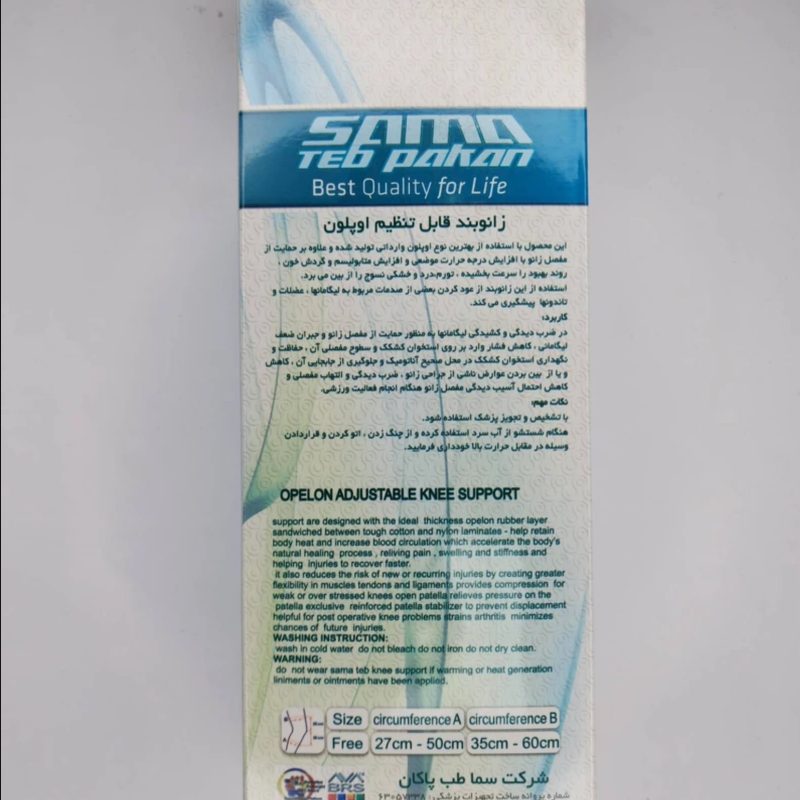 SAMA
TEB PAKAN
Best Quality for Life
زانوبند قابل تنظیم اوپلون
این محصول با استفاده از بهترین نوع اوپلون وارداتی تولید شده و علاوه بر حمایت از
مفصل زانو با افزایش درجه حرارت موضعی و افزایش متابولیسم و گردش خون ،
روند بهبود را سرعت بخشیده ، تورم،درد و خشکی نسوج را از بین می برد.
استفاده از این زانوبند از عود کردن بعضی از صدمات مربوط به لیگامانها ، عضلات و
تاندونها پیشگیری می کند.
کاربرد:
در ضرب دیدگی و کشیدگی لیگامانها به منظور حمایت از مفصل زانو و جبران ضعف
لیگامانی ، کاهش فشار وارد بر روی استخوان کشکک و سطوح مفصلی آن ، حفاظت و
نگهداری استخوان کشکک در محل صحیح آناتومیک و جلوگیری از جابجایی آن ، کاهش
و یا از بین بردن عوارض ناشی از جراحی زانو ، ضرب دیدگی و التهاب مفصلی و
کاهش احتمال آسیب دیدگی مفصل زانو هنگام انجام فعالیت ورزشی.
نکات مهم:
با تشخیص و تجویز پزشک استفاده شود.
هنگام شستشو از آب سرد استفاده کرده و از چنگ زدن ، اتو کردن و قراردادن
وسیله در مقابل حرارت بالا خودداری فرمایید.
OPELON ADJUSTABLE KNEE SUPPORT
support are designed with the ideal thickness opelon rubber layer
sandwiched between tough cotton and nylon laminates - help retain
body heat and increase blood circulation which accelerate the body's
natural healing process , reliving pain , swelling and stiffness and
helping injuries to recover faster.
it also reduces the risk of new or recurring injuries by creating greater
flexibility in muscles tendons and ligaments provides compression for
weak or over stressed knees open patella relieves pressure on the
patella exclusive reinforced patella stabilizer to prevent displacement
helpful for post operative knee problems strains arthritis minimizes
chances of future injuries.
WASHING INSTRUCTION:
wash in cold water do not bleach do not iron do not dry clean.
WARNING:
do not wear sama teb knee support if warming or heat generation
liniments or ointments have been applied.
Size circumference A circumference B
Free 27cm - 50cm 35cm - 60cm
شرکت سما طب پاکان
AVA
BRS
شماره پروانه ساخت تجهیزات پزشکی: